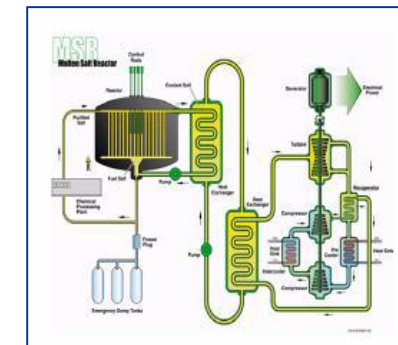 MSR
Molten Salt Reactor
Control
Rods
Reactor
Coolant Salt
Purified
Salt
Fuel Salt
Pump
Chemical
Processing
Plant
Freeze
Plug
Emergency Dump Tanks
Heat
Exchanger
Pump
Heat
Exchanger
Generator
Electrical
Power
Turbine
Recuperator
Compressor
Heat
Sink
Pre
Cooler
Heat Sink
Intercooler
Compressor